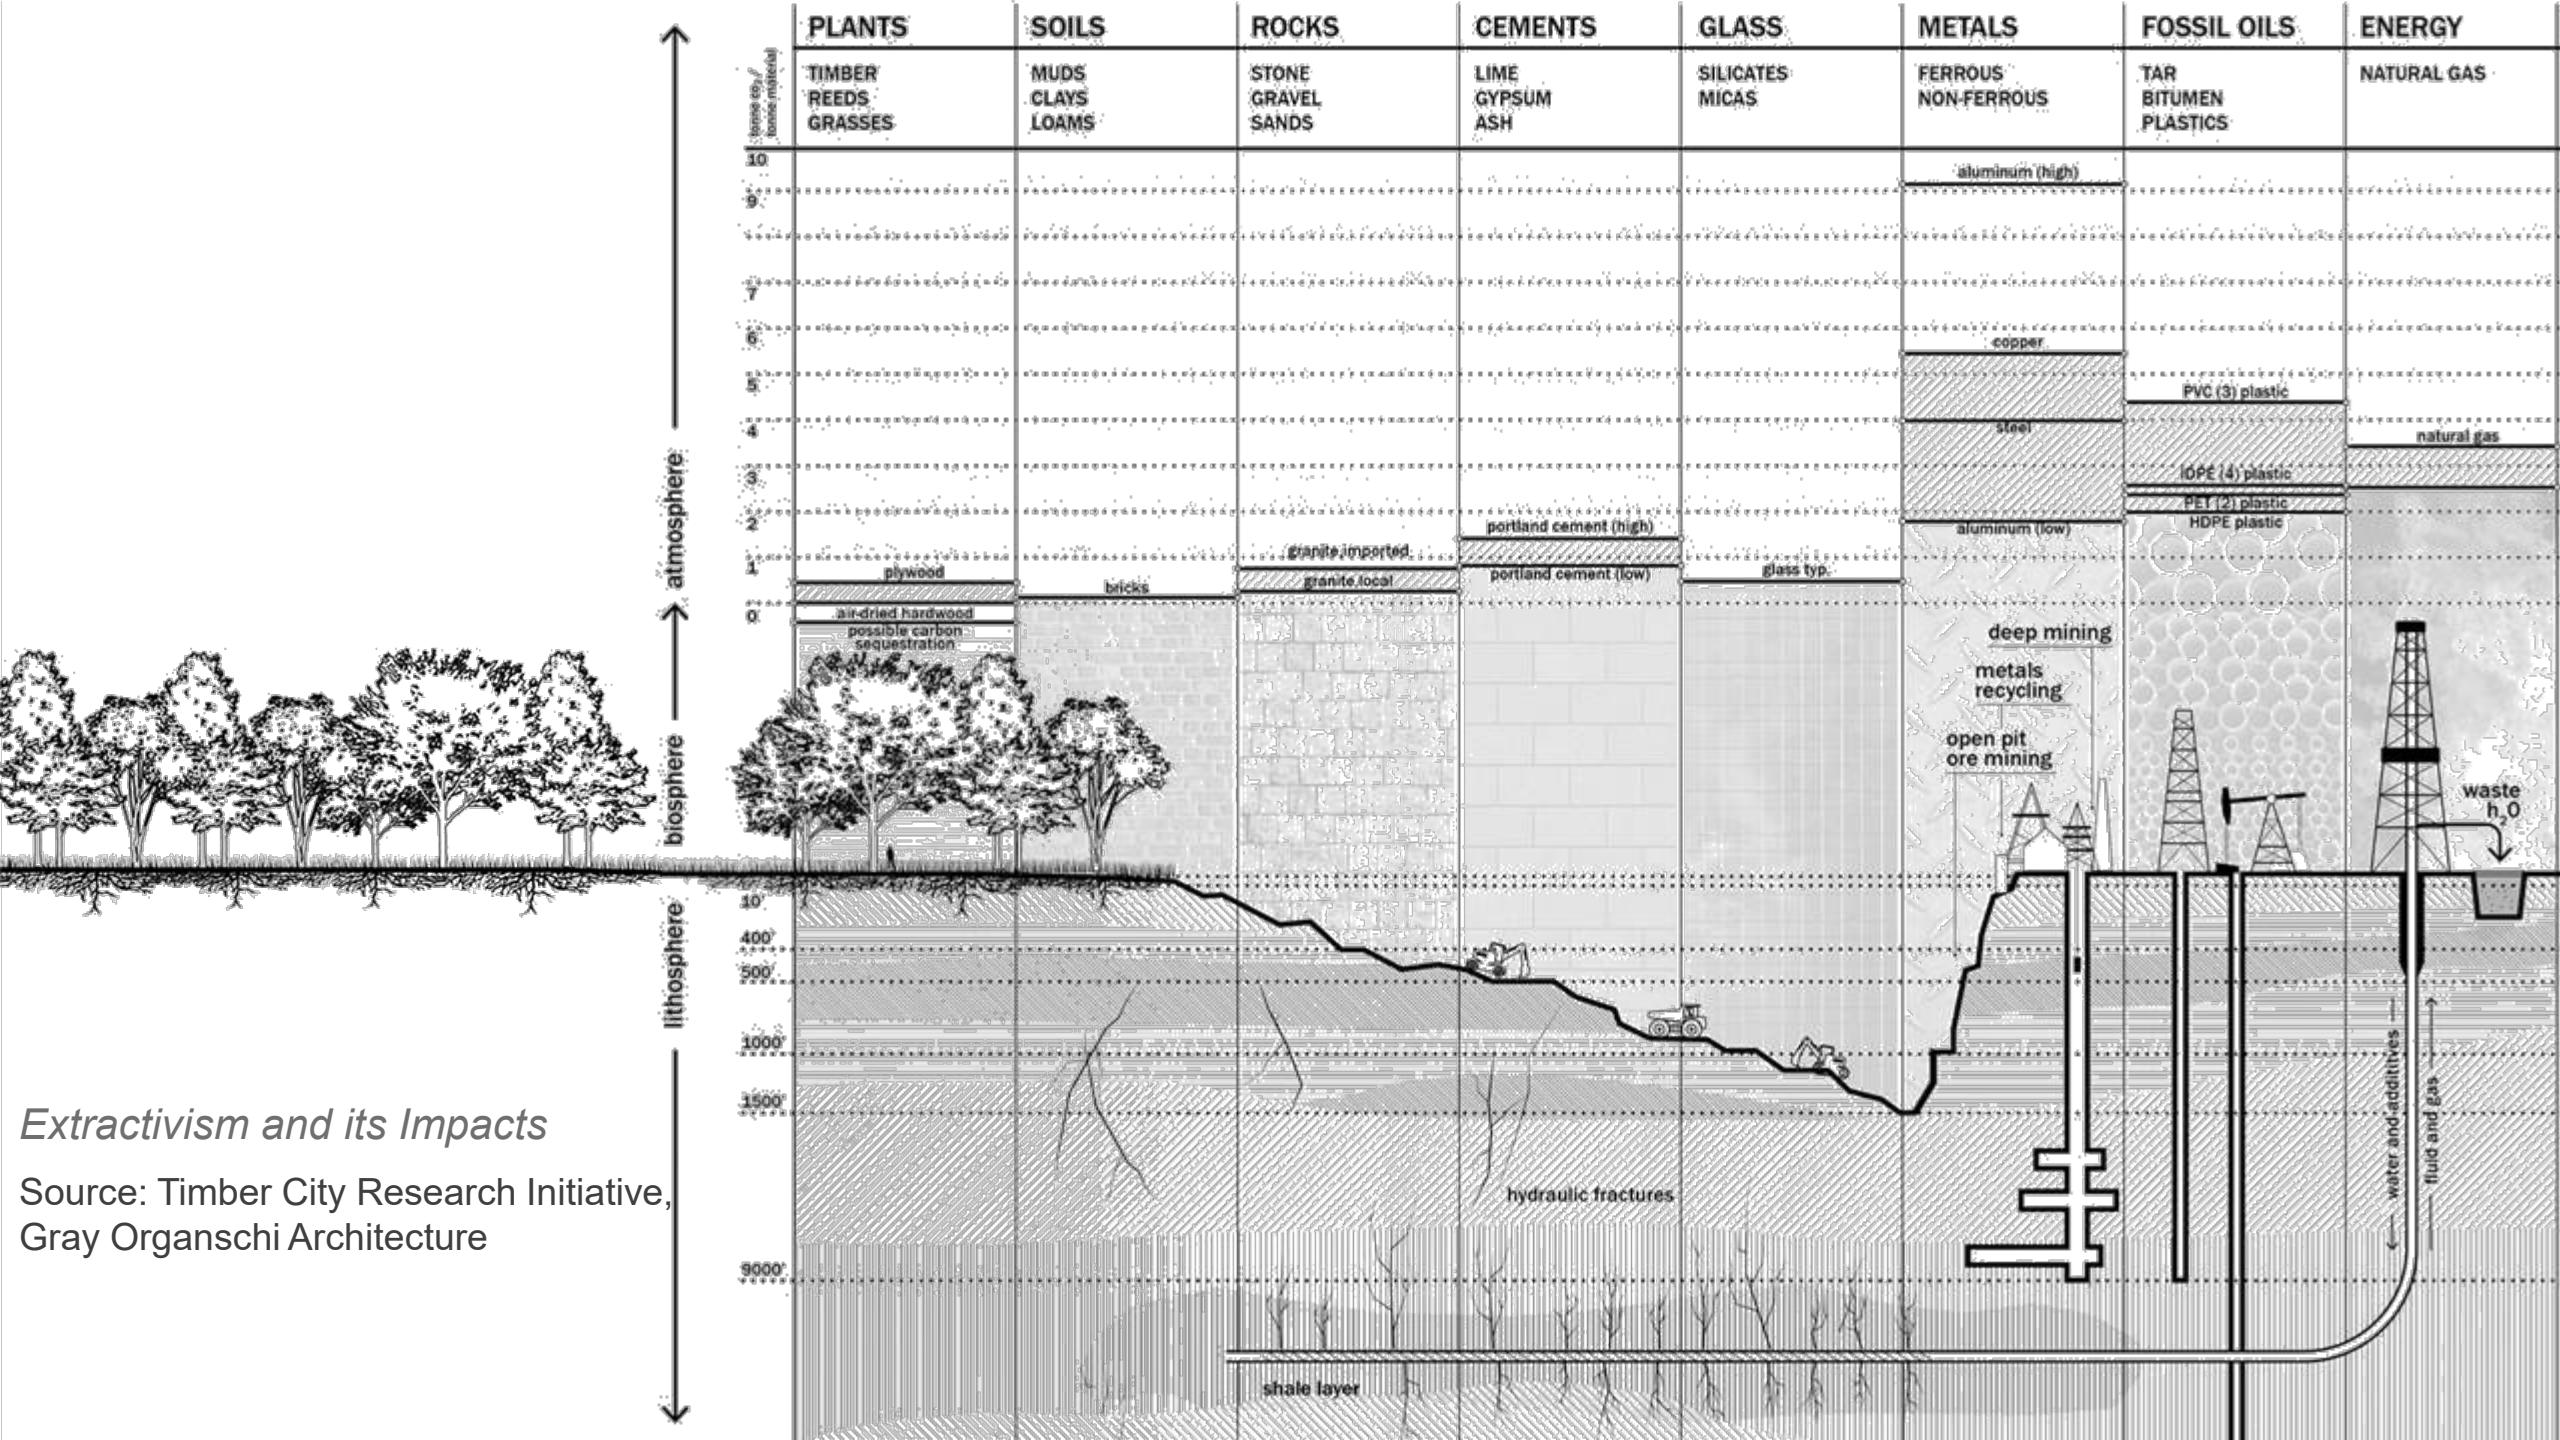 PLANTS
SOILS
ROCKS
CEMENTS
GLASS
METALS
FOSSIL OILS
ENERGY
tonne co₂/
tonne material
TIMBER
REEDS
GRASSES
MUDS
CLAYS
LOAMS
STONE
GRAVEL
SANDS
LIME
GYPSUM
ASH
SILICATES
MICAS
FERROUS
NON-FERROUS
TAR
BITUMEN
PLASTICS
NATURAL GAS
10
9
7
6
5
4
3
2
1
0
aluminum (high)
copper
steel
aluminum (low)
PVC (3) plastic
lDPE (4) plastic
PET (2) plastic
HDPE plastic
natural gas
portland cement (high)
portland cement (low)
granite,imported
granite,local
glass typ.
plywood
bricks
air-dried hardwood
possible carbon
sequestration
atmosphere
biosphere
lithosphere
deep mining
metals
recycling
open pit
ore mining
waste
h₂0
10'
400'
500'
1000'
1500'
9000'
water and additives
fluid and gas
hydraulic fractures
shale layer
Extractivism and its Impacts
Source: Timber City Research Initiative,
Gray Organschi Architecture